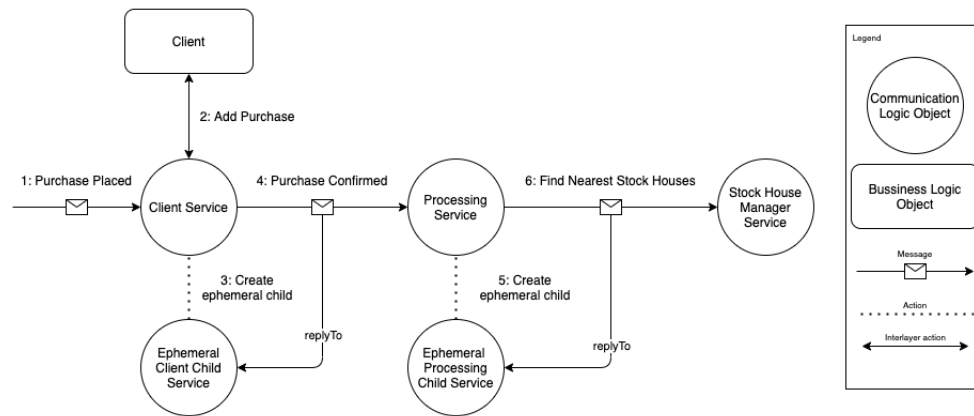 Client
2: Add Purchase
1: Purchase Placed
Client Service
4: Purchase Confirmed
Processing
Service
6: Find Nearest Stock Houses
Stock House
Manager
Service
3: Create
ephemeral child
5: Create
ephemeral child
replyTo
replyTo
Ephemeral
Client Child
Service
Ephemeral
Processing
Child Service
Legend
Communication
Logic Object
Bussiness Logic
Object
Message
Action
Interlayer action